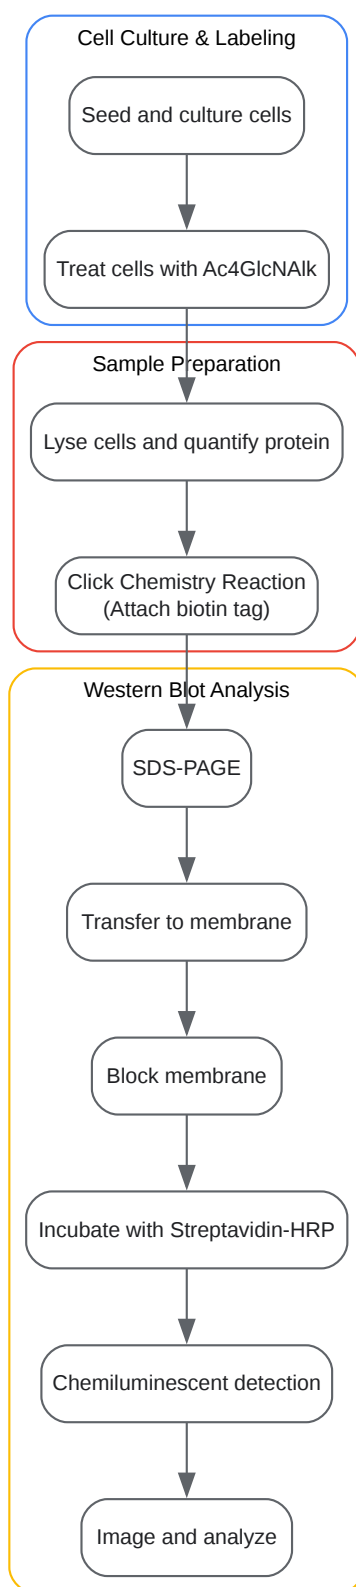 Cell Culture & Labeling
Seed and culture cells
Treat cells with Ac4GlcNAlk
Sample Preparation
Lyse cells and quantify protein
Click Chemistry Reaction
(Attach biotin tag)
Western Blot Analysis
SDS-PAGE
Transfer to membrane
Block membrane
Incubate with Streptavidin-HRP
Chemiluminescent detection
Image and analyze